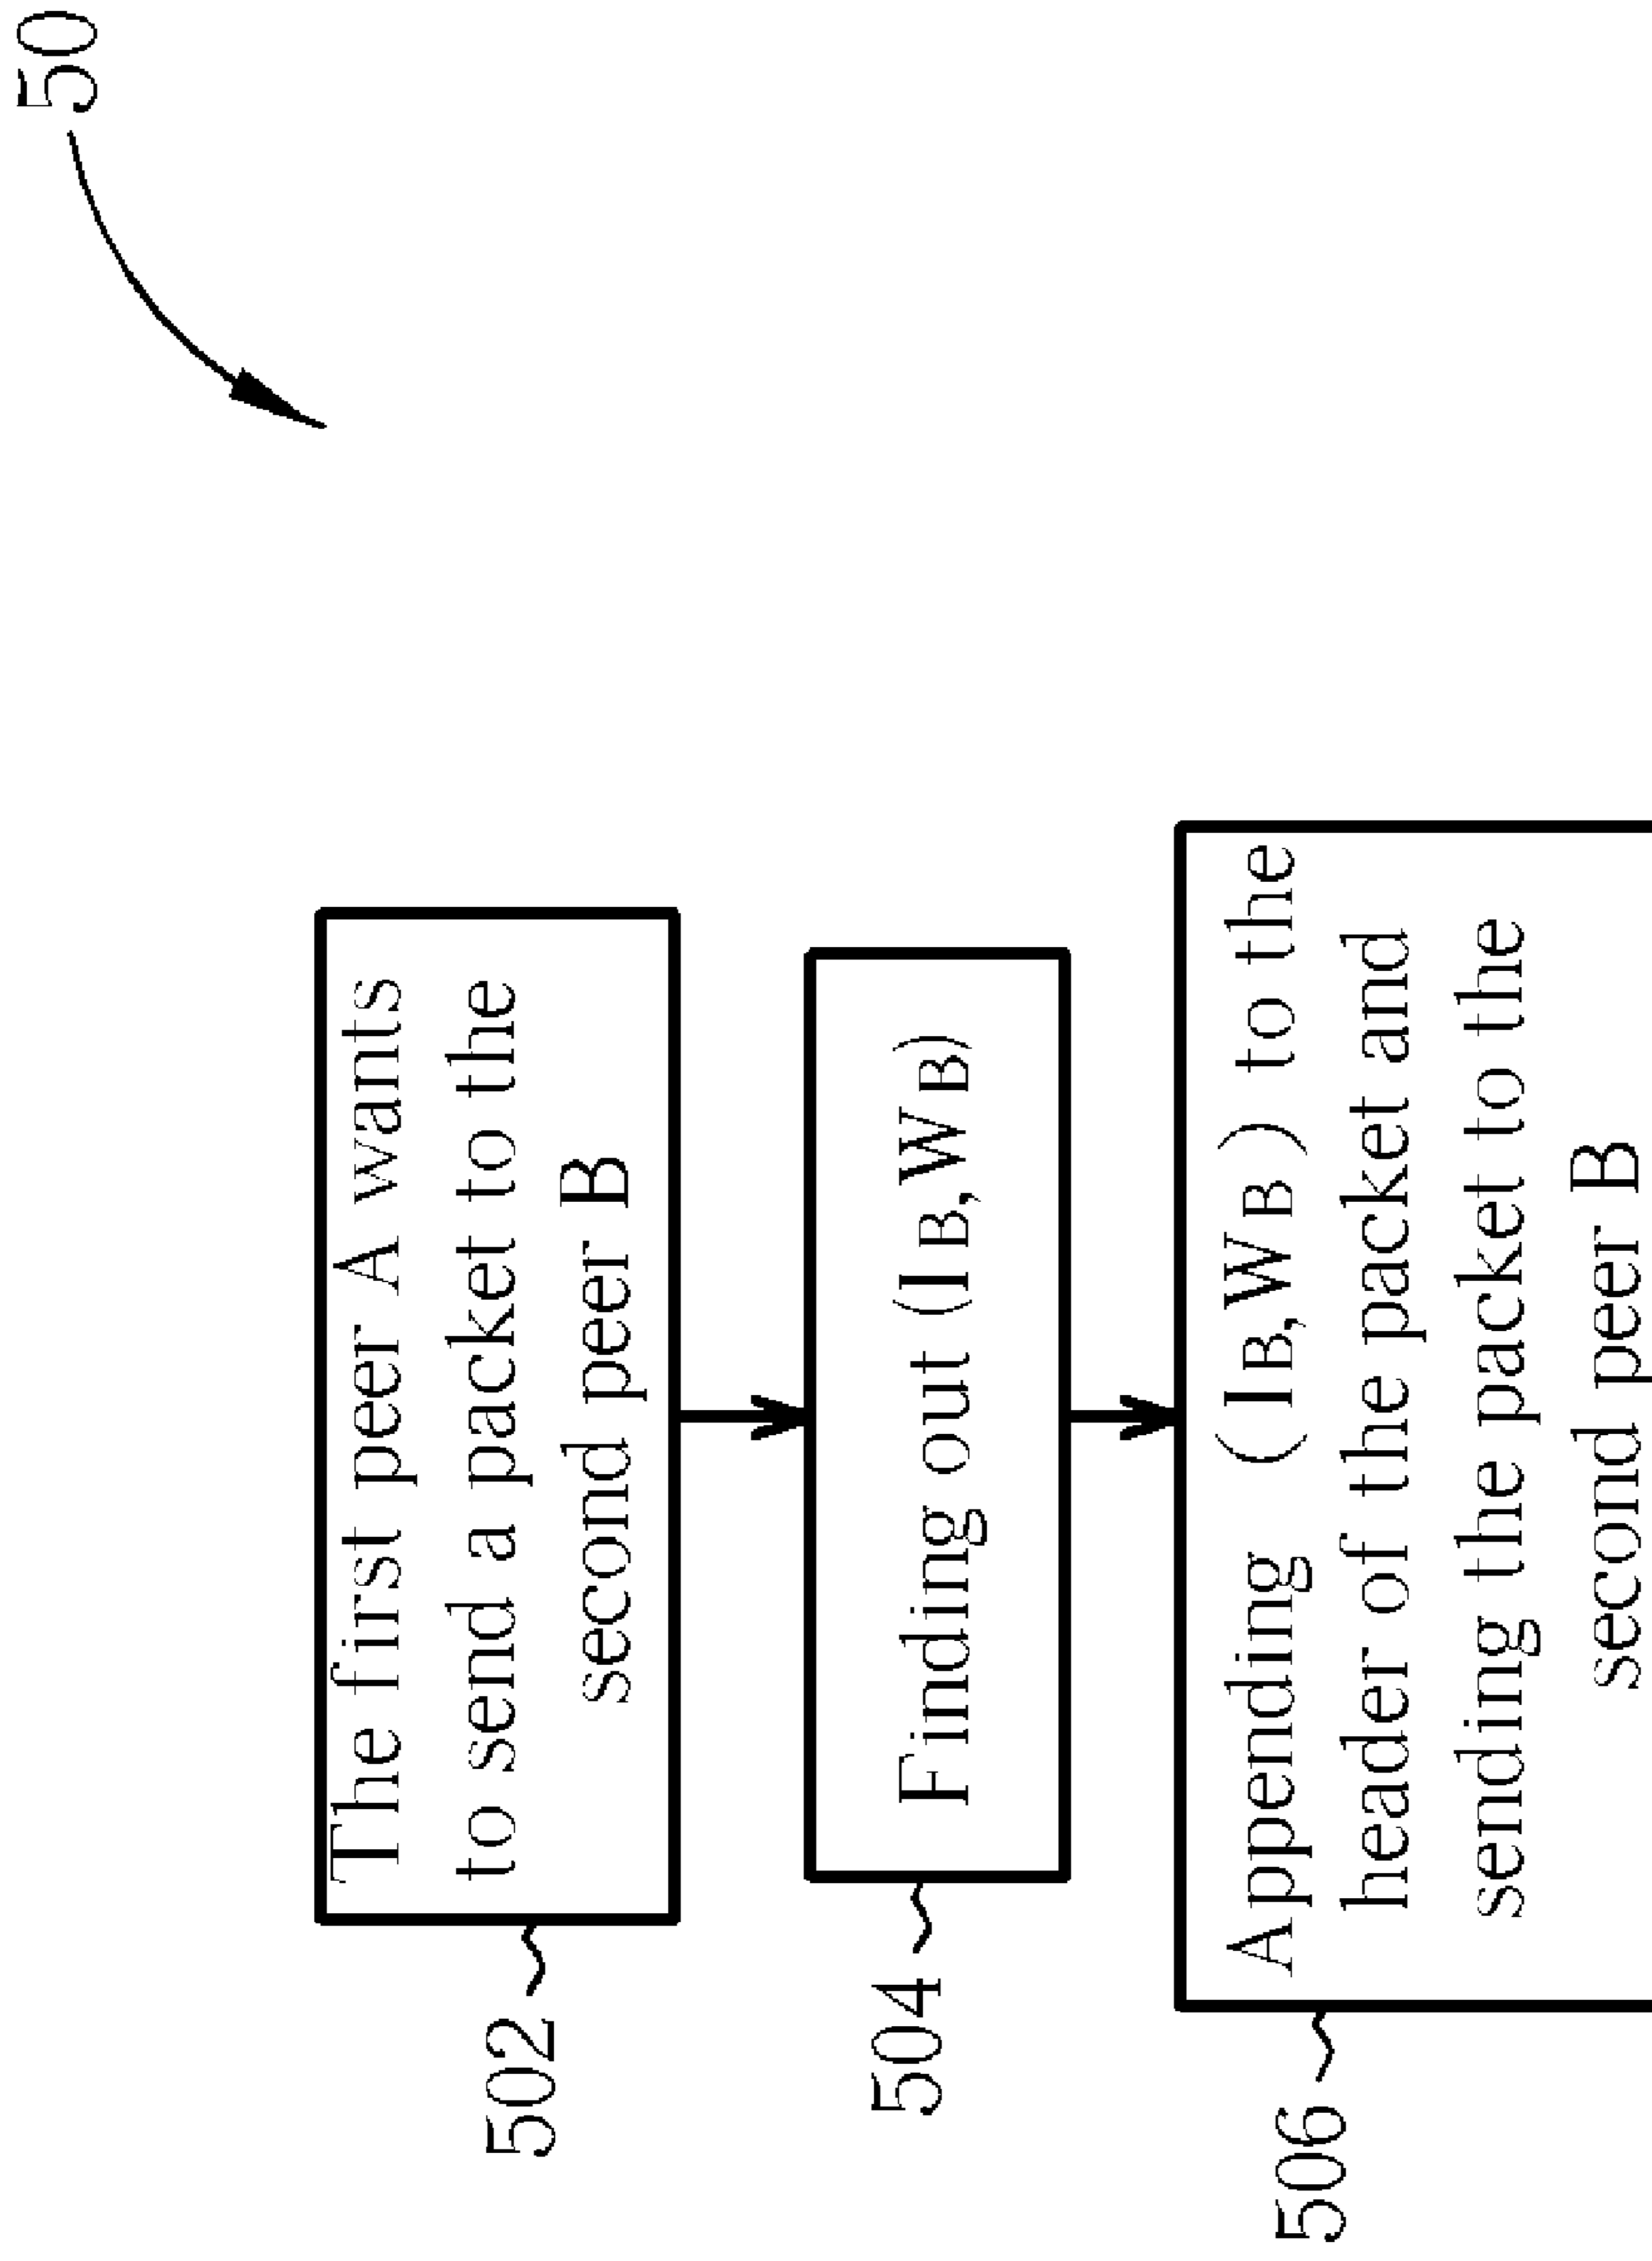 50
502
The first peer A wants
to send a packet to the
second peer B
504
Finding out (IB,WB)
506
Appending (IB,WB) to the
header of the packet and
sending the packet to the
second peer B